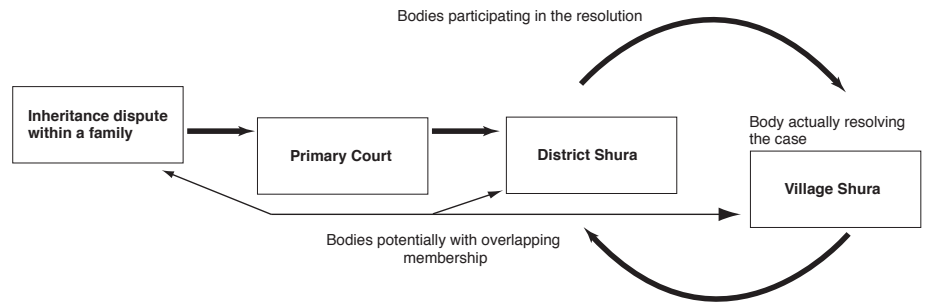 Bodies participating in the resolution
Inheritance dispute
within a family
Primary Court
District Shura
Body actually resolving
the case
Village Shura
Bodies potentially with overlapping
membership